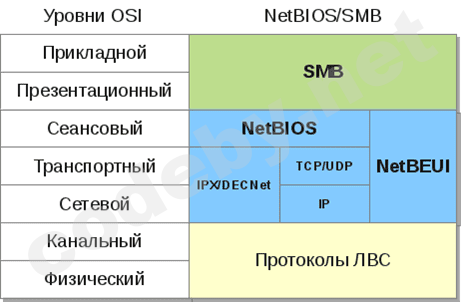 Уровни OSI NetBIOS/SMB
Прикладной
SMB
Презентационный
Сеансовый NetBIOS
Транспортный IPX/DECNet TCP/UDP NetBEUI
Сетевой IP
Канальный
Протоколы ЛВС
Физический
codeby.net